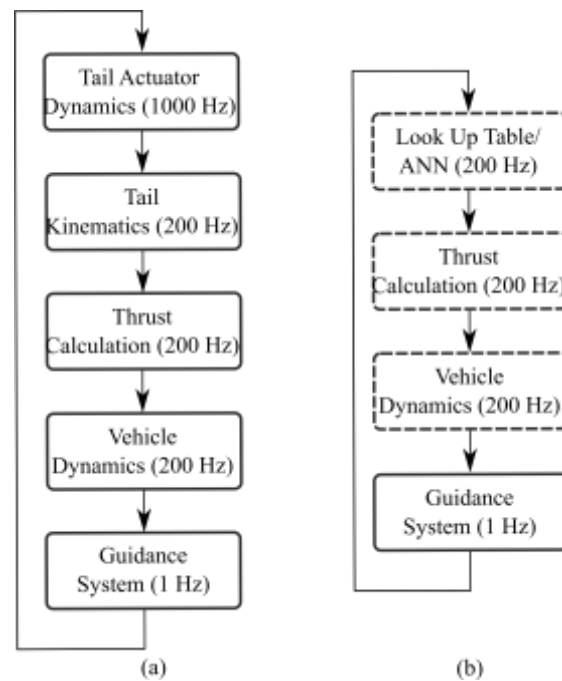 Tail Actuator
Dynamics (1000 Hz)
Tail
Kinematics (200 Hz)
Thrust
Calculation (200 Hz)
Vehicle
Dynamics (200 Hz)
Guidance
System (1 Hz)
(a)
Look Up Table/
ANN (200 Hz)
Thrust
Calculation (200 Hz)
Vehicle
Dynamics (200 Hz)
Guidance
System (1 Hz)
(b)